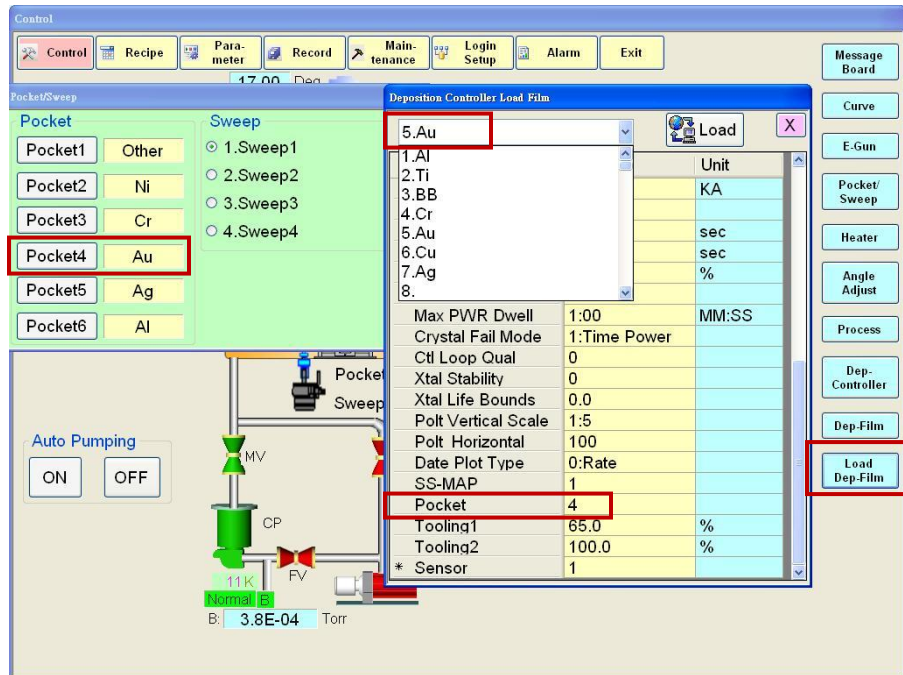 Control
Control Recipe Para-meter Record Main-tenance Login Setup Alarm Exit
17.00 Deg
Pocket/Sweep
Pocket
Pocket1 Other
Pocket2 Ni
Pocket3 Cr
Pocket4 Au
Pocket5 Ag
Pocket6 Al
Sweep
1.Sweep1
2.Sweep2
3.Sweep3
4.Sweep4
Deposition Controller Load Film
5.Au Load X
1.Al
2.Ti
3.BB
4.Cr
5.Au
6.Cu
7.Ag
8.
Unit
KA
sec
sec
%
Max PWR Dwell 1:00 MM:SS
Crystal Fail Mode 1:Time Power
Ctl Loop Qual 0
Xtal Stability 0
Xtal Life Bounds 0.0
Polt Vertical Scale 1:5
Polt Horizontal 100
Date Plot Type 0:Rate
SS-MAP 1
Pocket 4
Tooling1 65.0 %
Tooling2 100.0 %
* Sensor 1
Message Board
Curve
E-Gun
Pocket/ Sweep
Heater
Angle Adjust
Process
Dep-Controller
Dep-Film
Load Dep-Film
Pocket
Sweep
Auto Pumping
ON OFF
MV
CP
FV
11K
Normal B
B: 3.8E-04 Torr